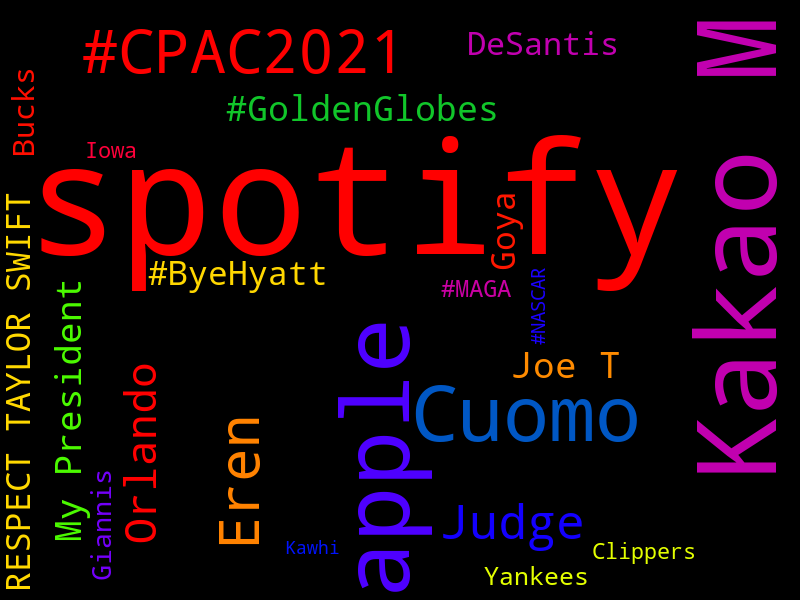 #CPAC2021
DeSantis
Kakao M
#GoldenGlobes
Bucks
Iowa
spotify
Goya
#ByeHyatt
#MAGA
#NASCAR
RESPECT TAYLOR SWIFT
My President
Giannis
Orlando
Eren
Kawhi
apple
Joe T
Cuomo
Judge
Clippers
Yankees